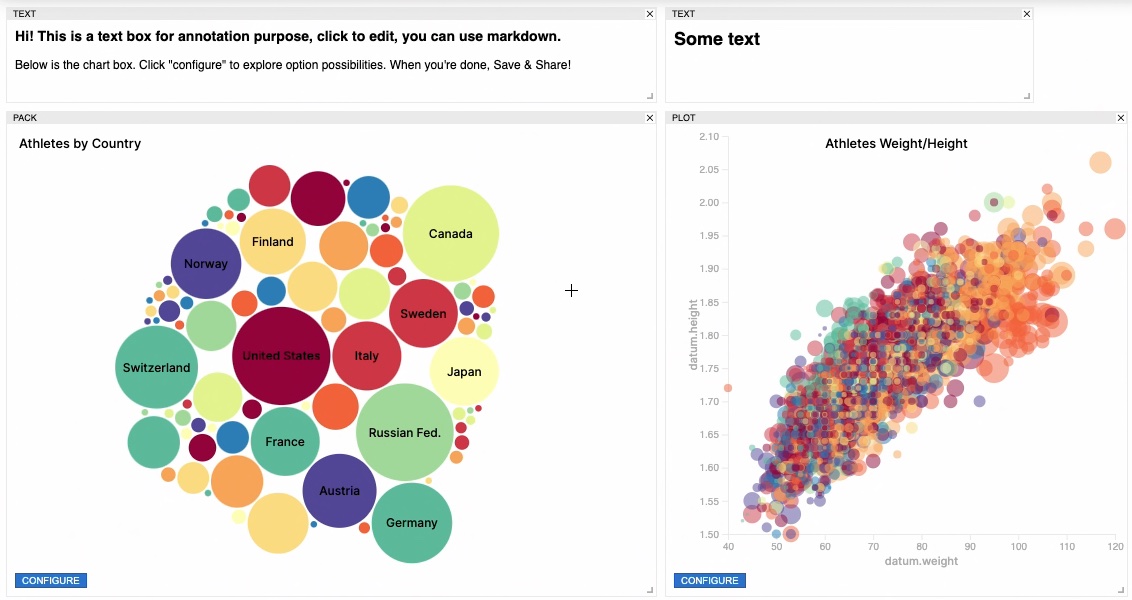 TEXT
Hi! This is a text box for annotation purpose, click to edit, you can use markdown.
Below is the chart box. Click "configure" to explore option possibilities. When you're done, Save & Share!
TEXT
Some text
PACK
Athletes by Country
Canada
Finland
Norway
Sweden
United States
Italy
Switzerland
Japan
Russian Fed.
France
Austria
Germany
CONFIGURE
PLOT
Athletes Weight/Height
2.10
2.05
2.00
1.95
1.90
1.85
1.80
1.75
1.70
1.65
1.60
1.55
1.50
datum.height
40 50 60 70 80 90 100 110 120
datum.weight
CONFIGURE